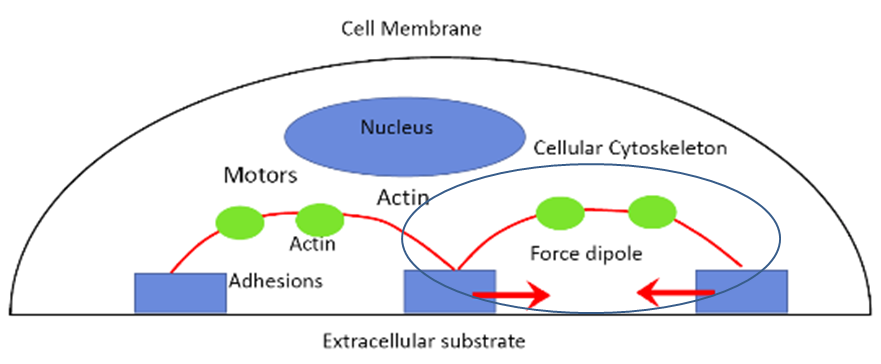 Cell Membrane
Nucleus
Cellular Cytoskeleton
Motors
Actin
Actin
Force dipole
Adhesions
Extracellular substrate